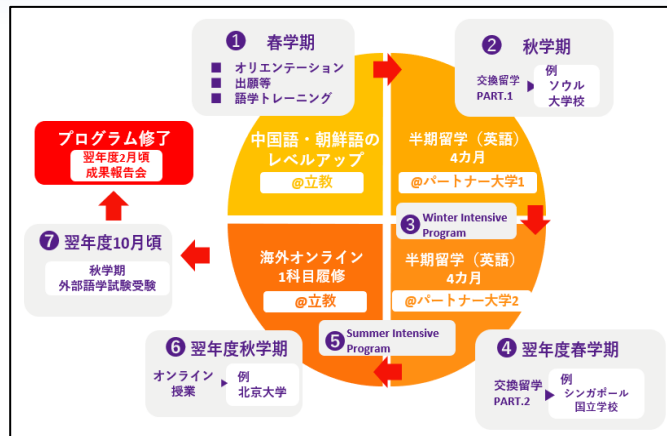 ❶ 春学期
■ オリエンテーション
■ 出願等
■ 語学トレーニング
❷ 秋学期
交換留学
PART.1
例
ソウル
大学校
中国語・朝鮮語の
レベルアップ
@立教
半期留学（英語）
4カ月
@パートナー大学1
❸ Winter Intensive
Program
半期留学（英語）
4カ月
@パートナー大学2
❹ 翌年度春学期
交換留学
PART.2
例
シンガポール
国立学校
❺ Summer Intensive
Program
海外オンライン
1科目履修
@立教
❻ 翌年度秋学期
オンライン
授業
例
北京大学
❼ 翌年度10月頃
秋学期
外部語学試験受験
プログラム修了
翌年度2月頃
成果報告会